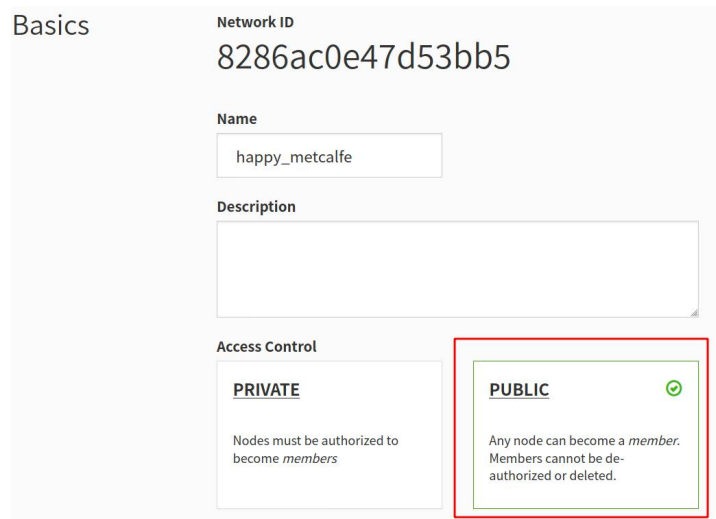 Basics
Network ID
8286ac0e47d53bb5
Name
happy_metcalfe
Description
Access Control
PRIVATE
Nodes must be authorized to
become members
PUBLIC
Any node can become a member.
Members cannot be de-
authorized or deleted.